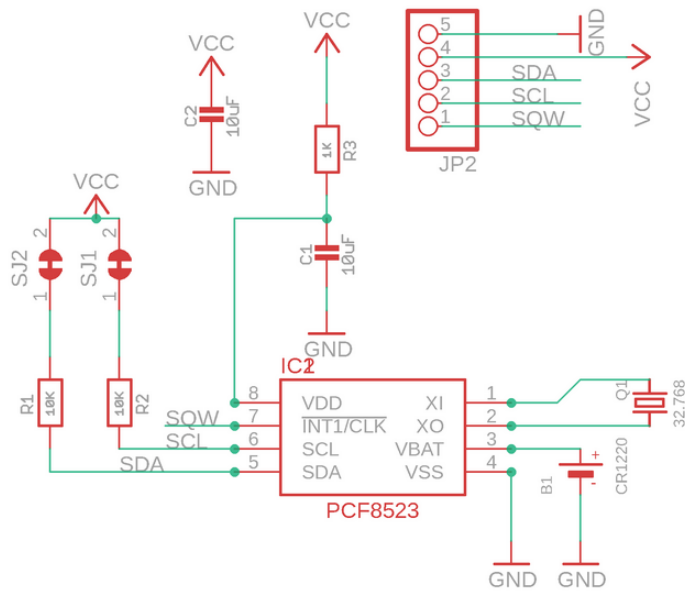 VCC
VCC
5
GND
4
3
SDA
2
SCL
1
SQW
VCC
JP2
C2
10uF
GND
1K
R3
VCC
2
2
SJ2
SJ1
1
1
C1
10uF
GND
R1
10K
10K
R2
8
VDD
XI
1
SQW
7
INT1/CLK
XO
2
SCL
6
SCL
VBAT
3
SDA
5
SDA
VSS
4
PCF8523
Q1
32.768
B1
+
-
CR1220
GND
GND